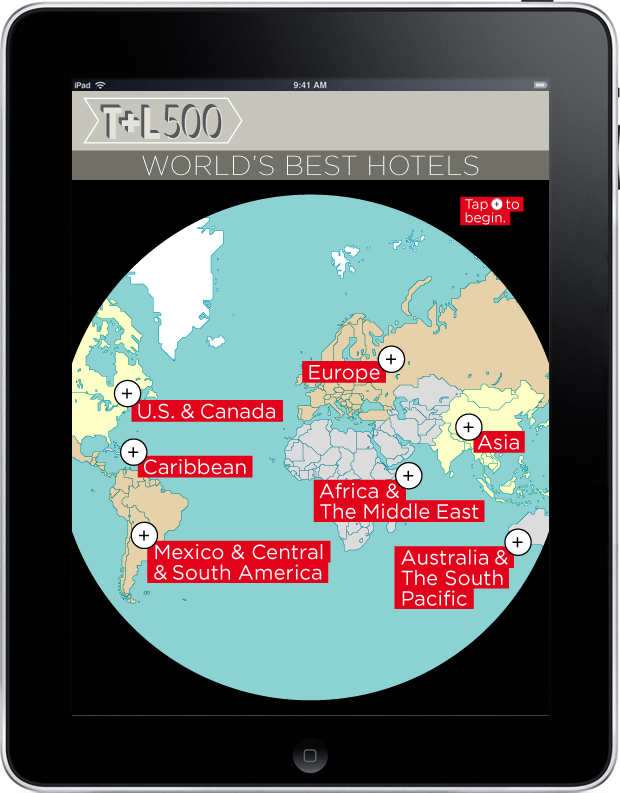 iPad 9:41 AM
T+L 500
WORLD'S BEST HOTELS
Tap + to
begin.
Europe
U.S. & Canada
Asia
Caribbean
Africa &
The Middle East
Mexico & Central
& South America
Australia &
The South
Pacific